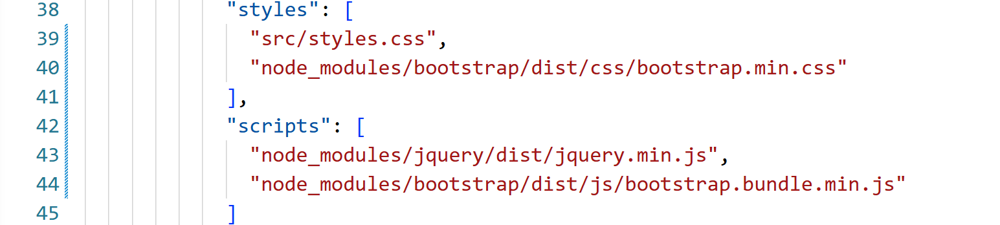 38 "styles": [
39 "src/styles.css",
40 "node_modules/bootstrap/dist/css/bootstrap.min.css"
41 ],
42 "scripts": [
43 "node_modules/jquery/dist/jquery.min.js",
44 "node_modules/bootstrap/dist/js/bootstrap.bundle.min.js"
45 ]